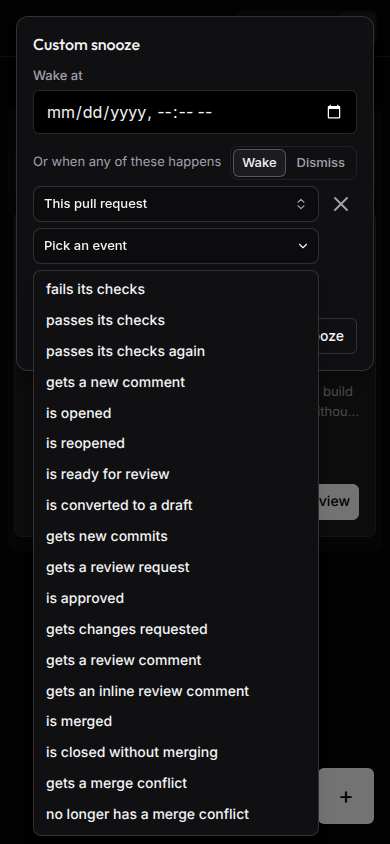 Custom snooze
Wake at
mm/dd/yyyy, --:-- --
Or when any of these happens
Wake
Dismiss
This pull request
Pick an event
fails its checks
passes its checks
passes its checks again
gets a new comment
is opened
is reopened
is ready for review
is converted to a draft
gets new commits
gets a review request
is approved
gets changes requested
gets a review comment
gets an inline review comment
is merged
is closed without merging
gets a merge conflict
no longer has a merge conflict
ooze
build
ithou...
view
+